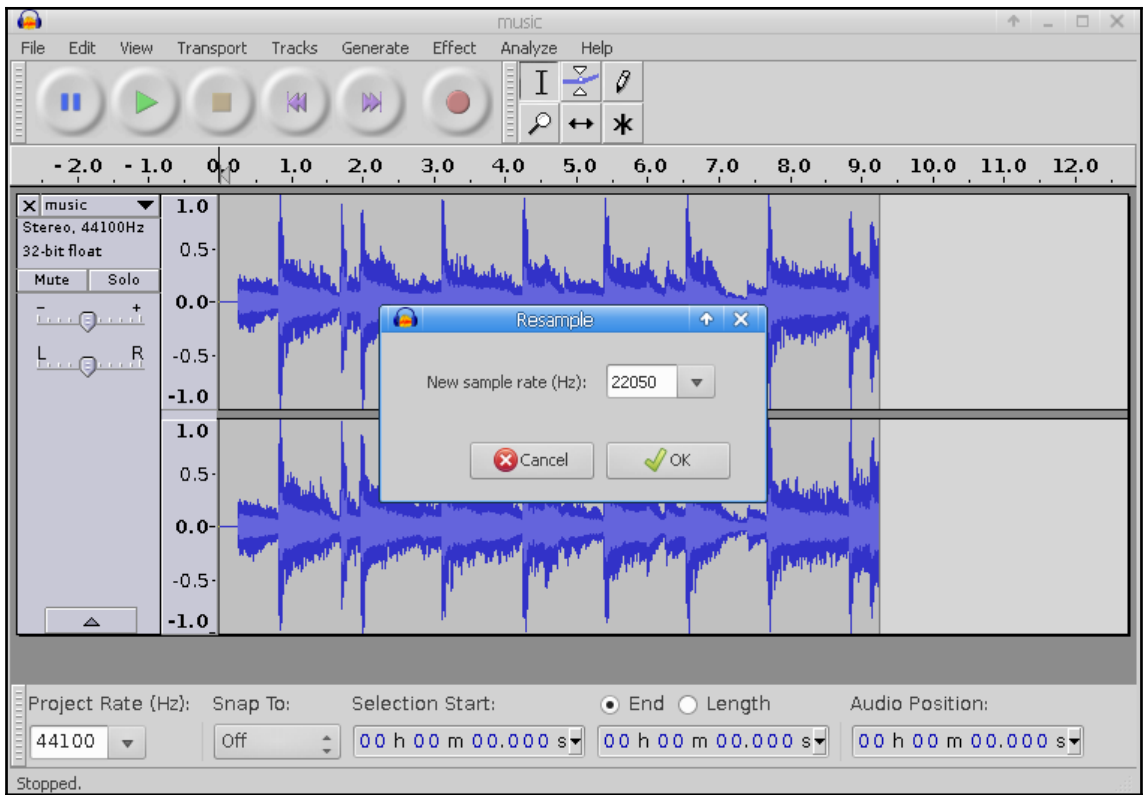 music
File Edit View Transport Tracks Generate Effect Analyze Help
- 2.0 - 1.0 0.0 1.0 2.0 3.0 4.0 5.0 6.0 7.0 8.0 9.0 10.0 11.0 12.0
X music
Stereo, 44100Hz
32-bit float
Mute Solo
- +
L R
1.0
0.5-
0.0-
-0.5-
-1.0
1.0
0.5-
0.0-
-0.5-
-1.0
Resample
New sample rate (Hz): 22050
Cancel OK
Project Rate (Hz): Snap To: Selection Start: End Length Audio Position:
44100 Off 00 h 00 m 00.000 s 00 h 00 m 00.000 s 00 h 00 m 00.000 s
Stopped.